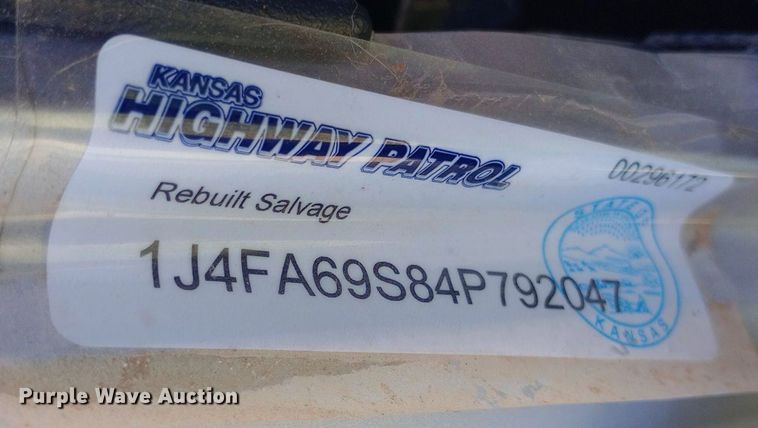 KANSAS
HIGHWAY PATROL
00296172
Rebuilt Salvage
1J4FA69S84P792047
KANSAS
Purple Wave Auction